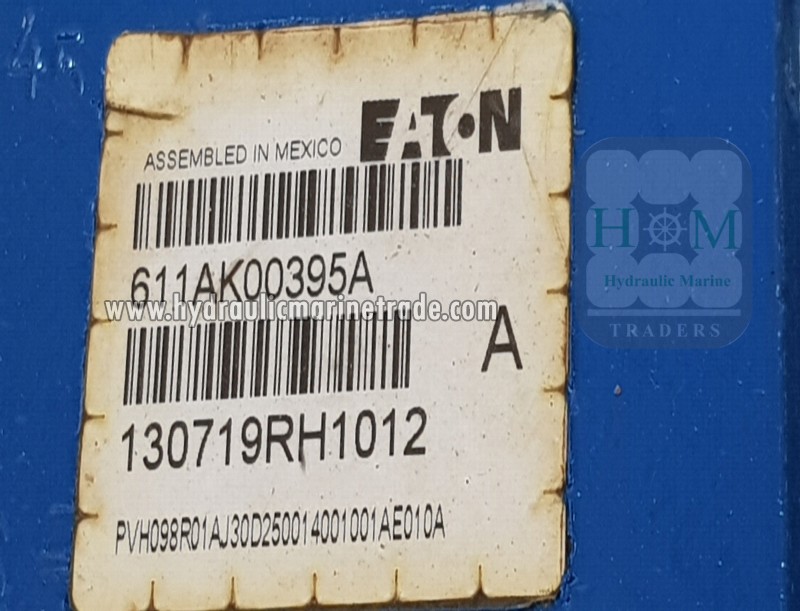 45
EATON
ASSEMBLED IN MEXICO
611AK00395A
www.hydraulicmarinetrade.com
A
130719RH1012
PVH098R01AJ30D250014001001AE010A
H M
Hydraulic Marine
TRADERS